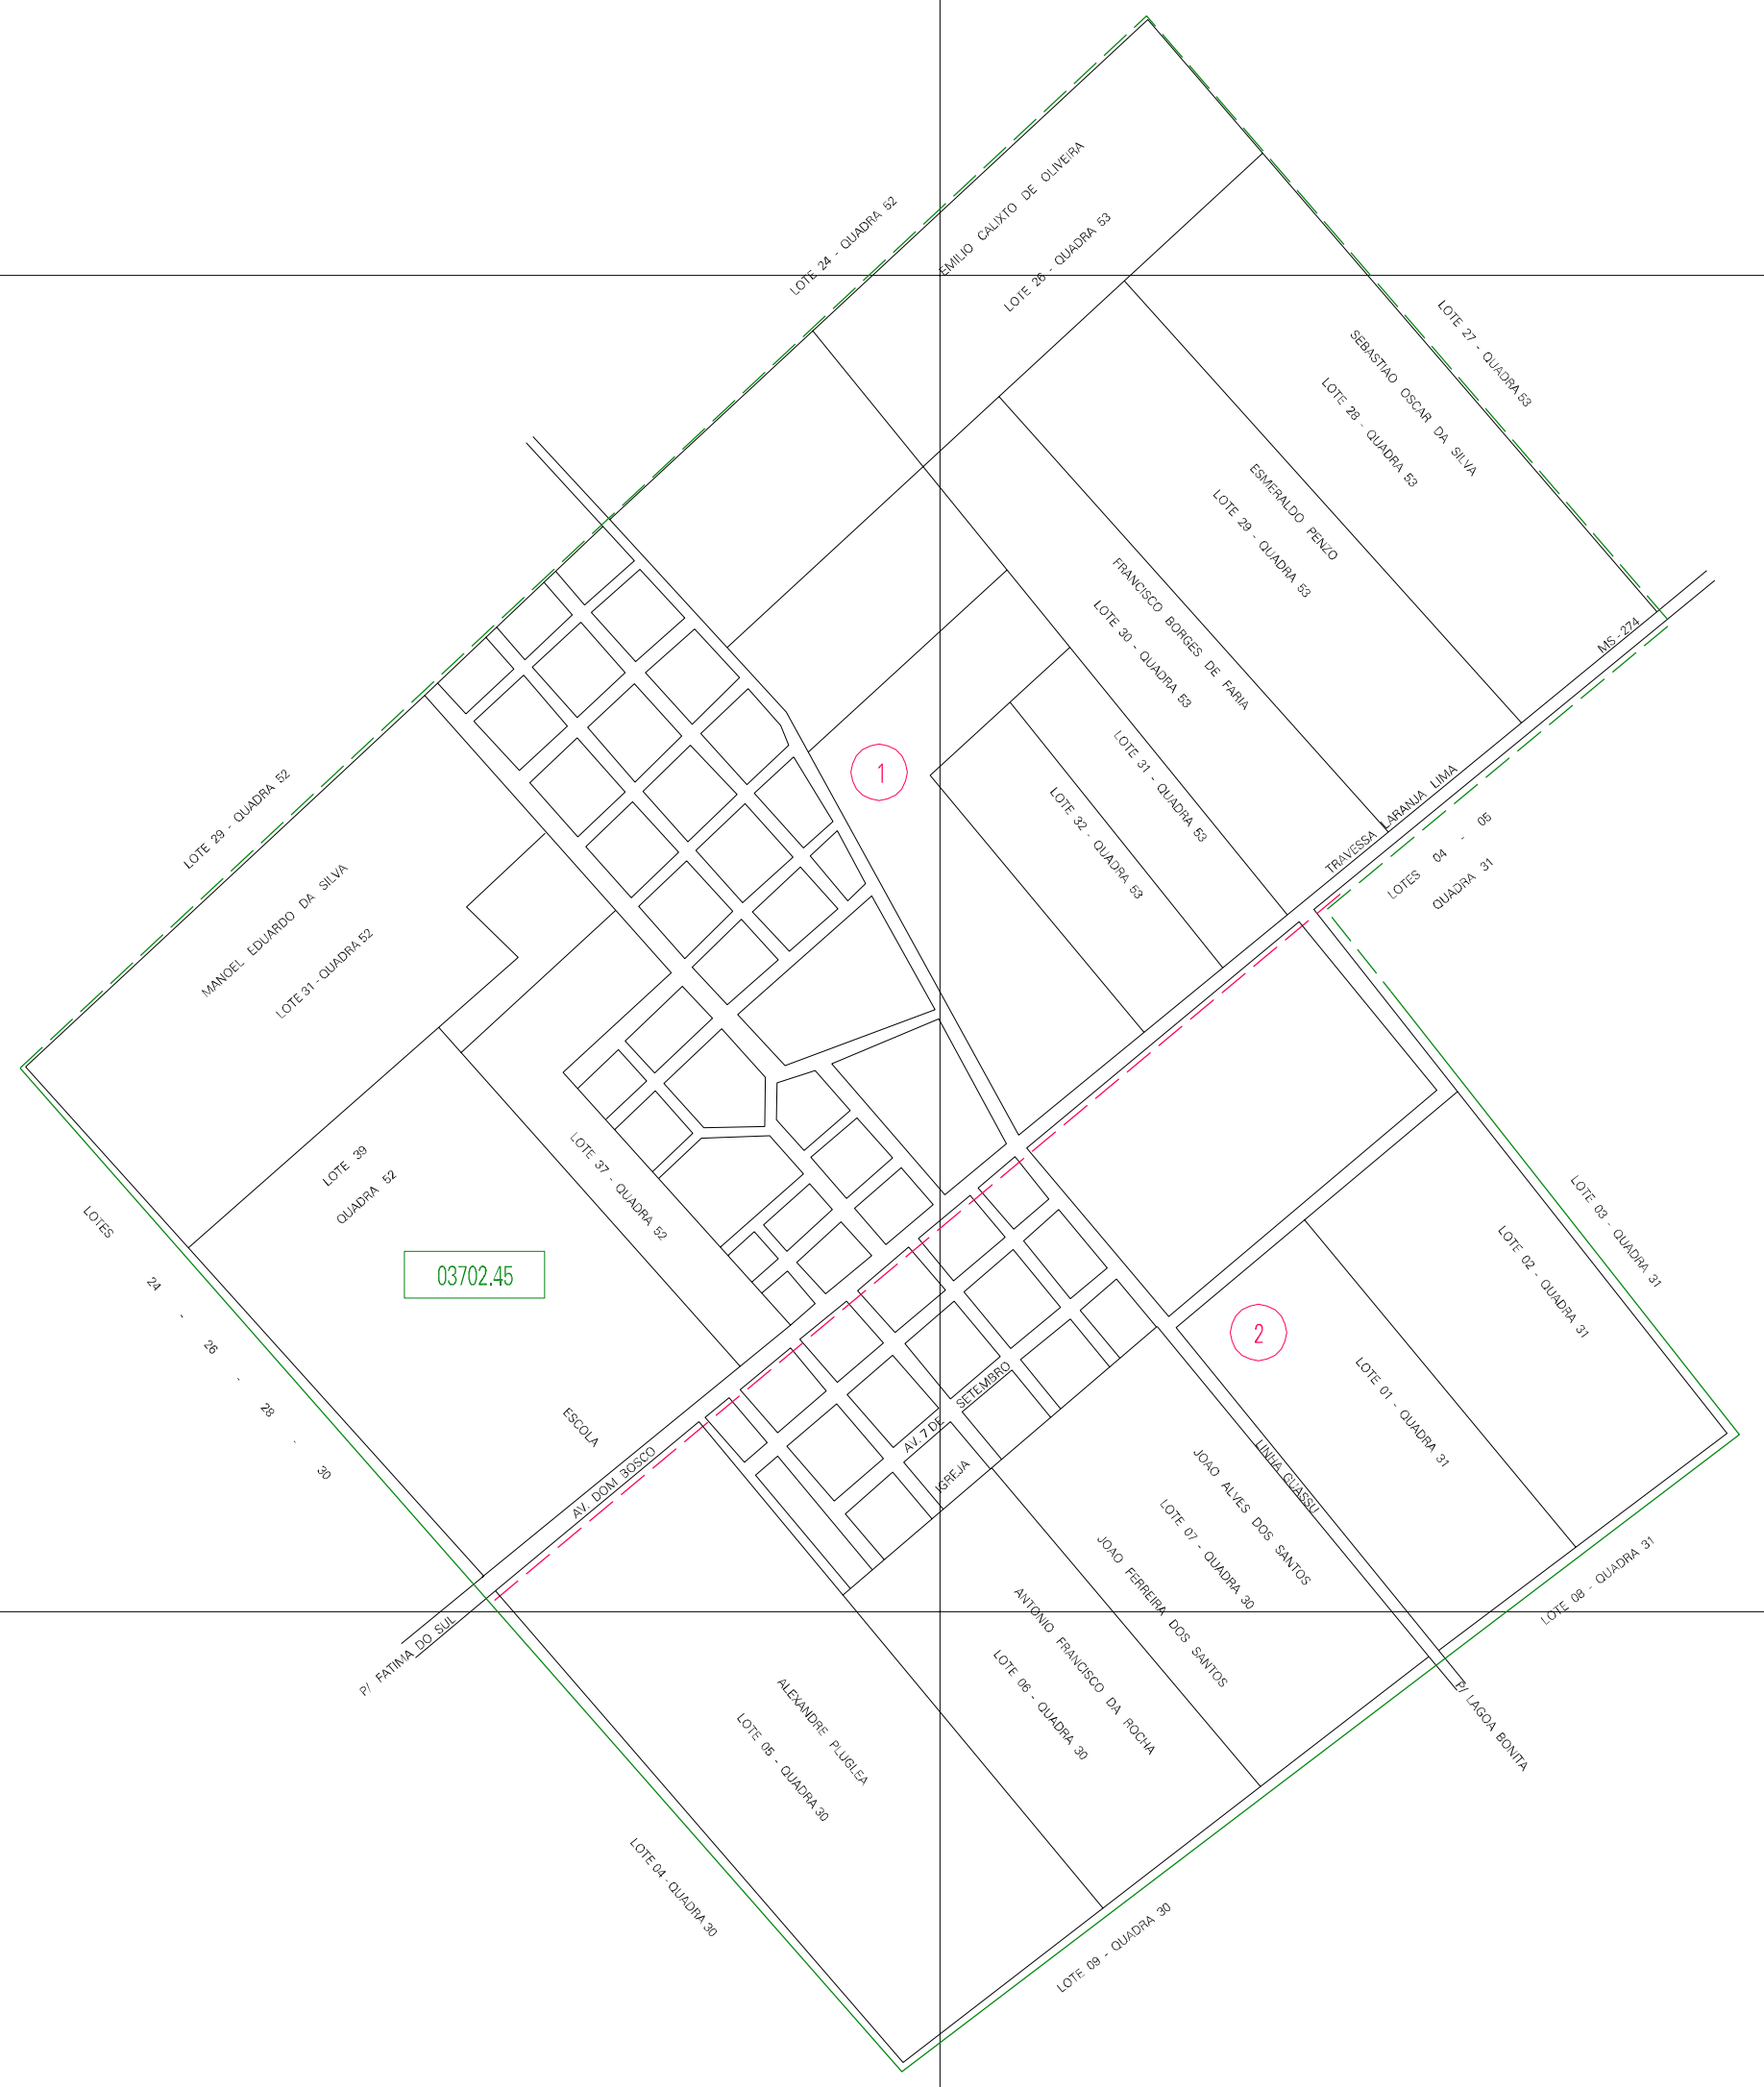 EMILIO CALIXTO DE OLIVEIRA
LOTE 26 - QUADRA 53
LOTE 24 - QUADRA 52
LOTE 27 - QUADRA 53
SEBASTIAO OSCAR DA SILVA
LOTE 28 - QUADRA 53
ESMERALDO PENZO
LOTE 29 - QUADRA 53
FRANCISCO BORGES DE FARIA
LOTE 30 - QUADRA 53
MS-274
LOTE 31 - QUADRA 53
LOTE 32 - QUADRA 53
1
TRAVESSA LARANJA LIMA
LOTES 04 - 05
QUADRA 31
LOTE 29 - QUADRA 52
MANOEL EDUARDO DA SILVA
LOTE 31 - QUADRA 52
LOTE 39
QUADRA 52
LOTE 37 - QUADRA 52
LOTES 24 - 26 - 28 - 30
03702.45
LOTE 03 - QUADRA 31
LOTE 02 - QUADRA 31
2
LOTE 01 - QUADRA 31
ESCOLA
AV. DOM BOSCO
AV. 7 DE SETEMBRO
IGREJA
LINHA GUASSU
JOAO ALVES DOS SANTOS
LOTE 07 - QUADRA 30
JOAO FERREIRA DOS SANTOS
ANTONIO FRANCISCO DA ROCHA
LOTE 06 - QUADRA 30
LOTE 08 - QUADRA 31
P/ FATIMA DO SUL
P/ LAGOA BONITA
ALEXANDRE PLUGLEA
LOTE 05 - QUADRA 30
LOTE 04 - QUADRA 30
LOTE 09 - QUADRA 30